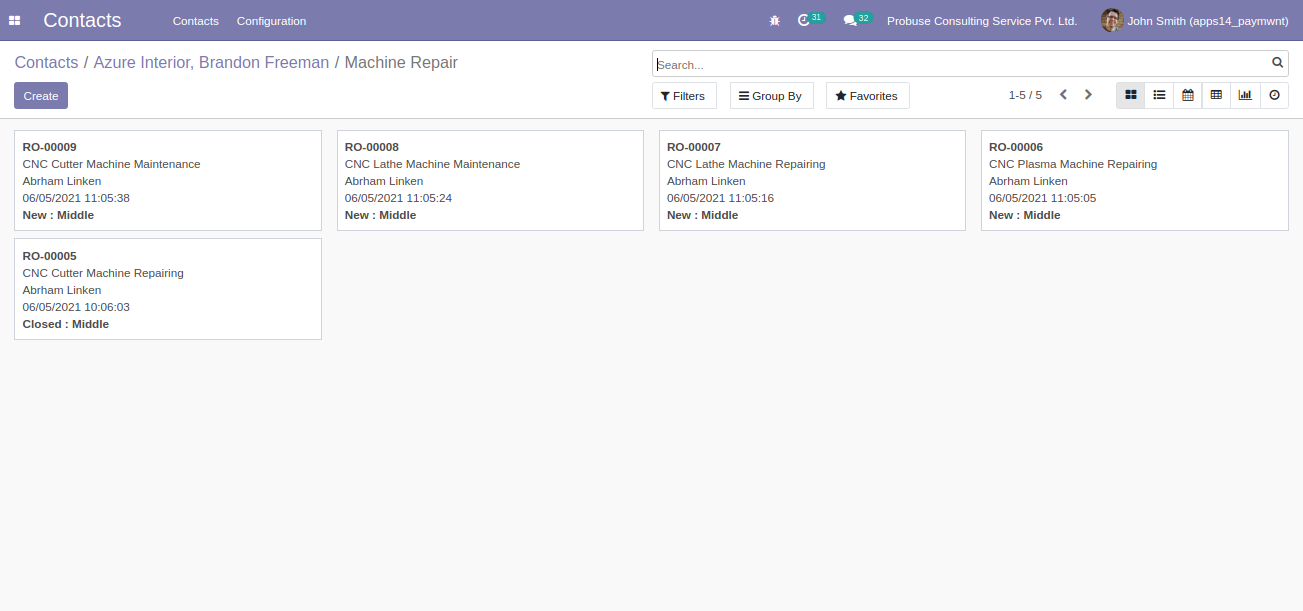 Contacts Contacts Configuration 31 32 Probuse Consulting Service Pvt. Ltd. John Smith (apps14_paymwnt)
Contacts / Azure Interior, Brandon Freeman / Machine Repair
Search...
Create
Filters Group By Favorites 1-5 / 5
RO-00009
CNC Cutter Machine Maintenance
Abrham Linken
06/05/2021 11:05:38
New : Middle
RO-00008
CNC Lathe Machine Maintenance
Abrham Linken
06/05/2021 11:05:24
New : Middle
RO-00007
CNC Lathe Machine Repairing
Abrham Linken
06/05/2021 11:05:16
New : Middle
RO-00006
CNC Plasma Machine Repairing
Abrham Linken
06/05/2021 11:05:05
New : Middle
RO-00005
CNC Cutter Machine Repairing
Abrham Linken
06/05/2021 10:06:03
Closed : Middle